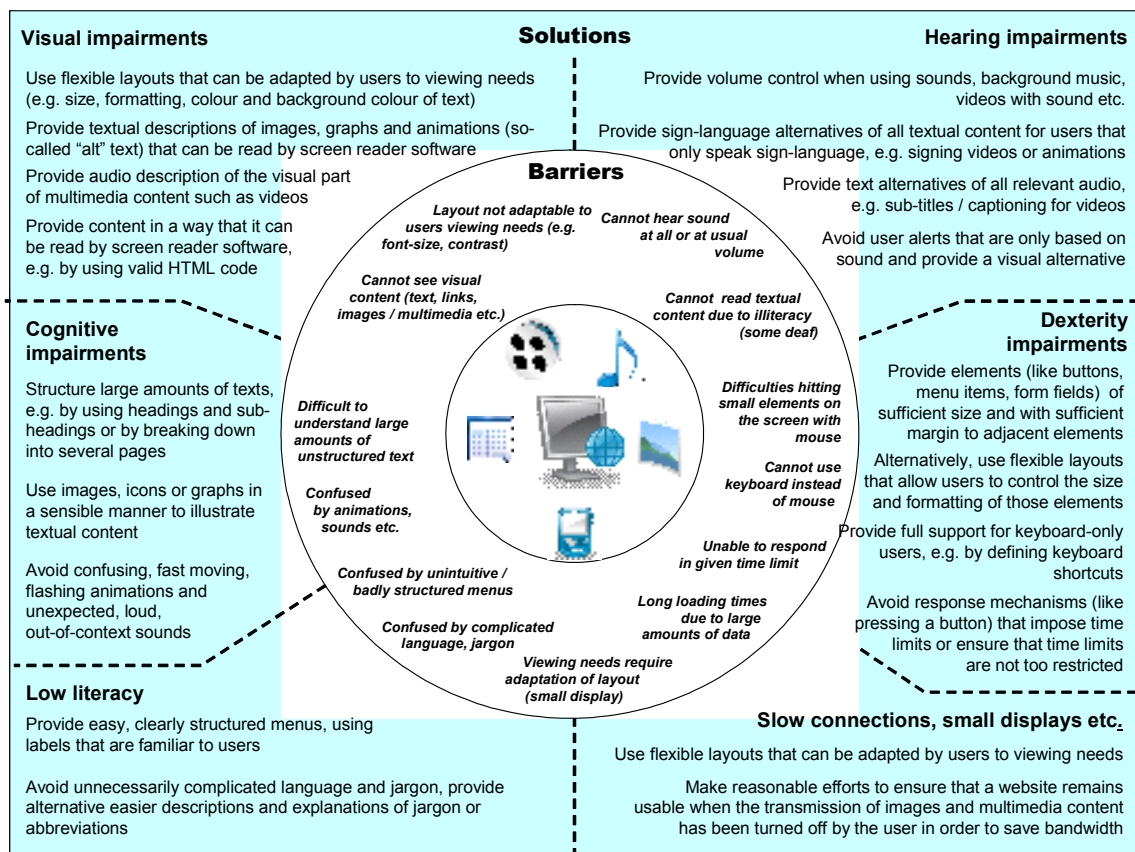 Solutions
Visual impairments
Use flexible layouts that can be adapted by users to viewing needs
(e.g. size, formatting, colour and background colour of text)
Provide textual descriptions of images, graphs and animations (so-
called “alt” text) that can be read by screen reader software
Provide audio description of the visual part
of multimedia content such as videos
Provide content in a way that it can
be read by screen reader software,
e.g. by using valid HTML code
Hearing impairments
Provide volume control when using sounds, background music,
videos with sound etc.
Provide sign-language alternatives of all textual content for users that
only speak sign-language, e.g. signing videos or animations
Provide text alternatives of all relevant audio,
e.g. sub-titles / captioning for videos
Avoid user alerts that are only based on
sound and provide a visual alternative
Barriers
Layout not adaptable to
users viewing needs (e.g.
font-size, contrast)
Cannot see visual
content (text, links,
images / multimedia etc.)
Cannot hear sound
at all or at usual
volume
Cannot read textual
content due to illiteracy
(some deaf)
Difficult to
understand large
amounts of
unstructured text
Confused
by animations,
sounds etc.
Difficulties hitting
small elements on
the screen with
mouse
Cannot use
keyboard instead
of mouse
Unable to respond
in given time limit
Confused by unintuitive /
badly structured menus
Confused by complicated
language, jargon
Long loading times
due to large
amounts of data
Viewing needs require
adaptation of layout
(small display)
Cognitive
impairments
Structure large amounts of texts,
e.g. by using headings and sub-
headings or by breaking down
into several pages
Use images, icons or graphs in
a sensible manner to illustrate
textual content
Avoid confusing, fast moving,
flashing animations and
unexpected, loud,
out-of-context sounds
Dexterity
impairments
Provide elements (like buttons,
menu items, form fields) of
sufficient size and with sufficient
margin to adjacent elements
Alternatively, use flexible layouts
that allow users to control the size
and formatting of those elements
Provide full support for keyboard-only
users, e.g. by defining keyboard
shortcuts
Avoid response mechanisms (like
pressing a button) that impose time
limits or ensure that time limits
are not too restricted
Low literacy
Provide easy, clearly structured menus, using
labels that are familiar to users
Avoid unnecessarily complicated language and jargon, provide
alternative easier descriptions and explanations of jargon or
abbreviations
Slow connections, small displays etc.
Use flexible layouts that can be adapted by users to viewing needs
Make reasonable efforts to ensure that a website remains
usable when the transmission of images and multimedia content
has been turned off by the user in order to save bandwidth